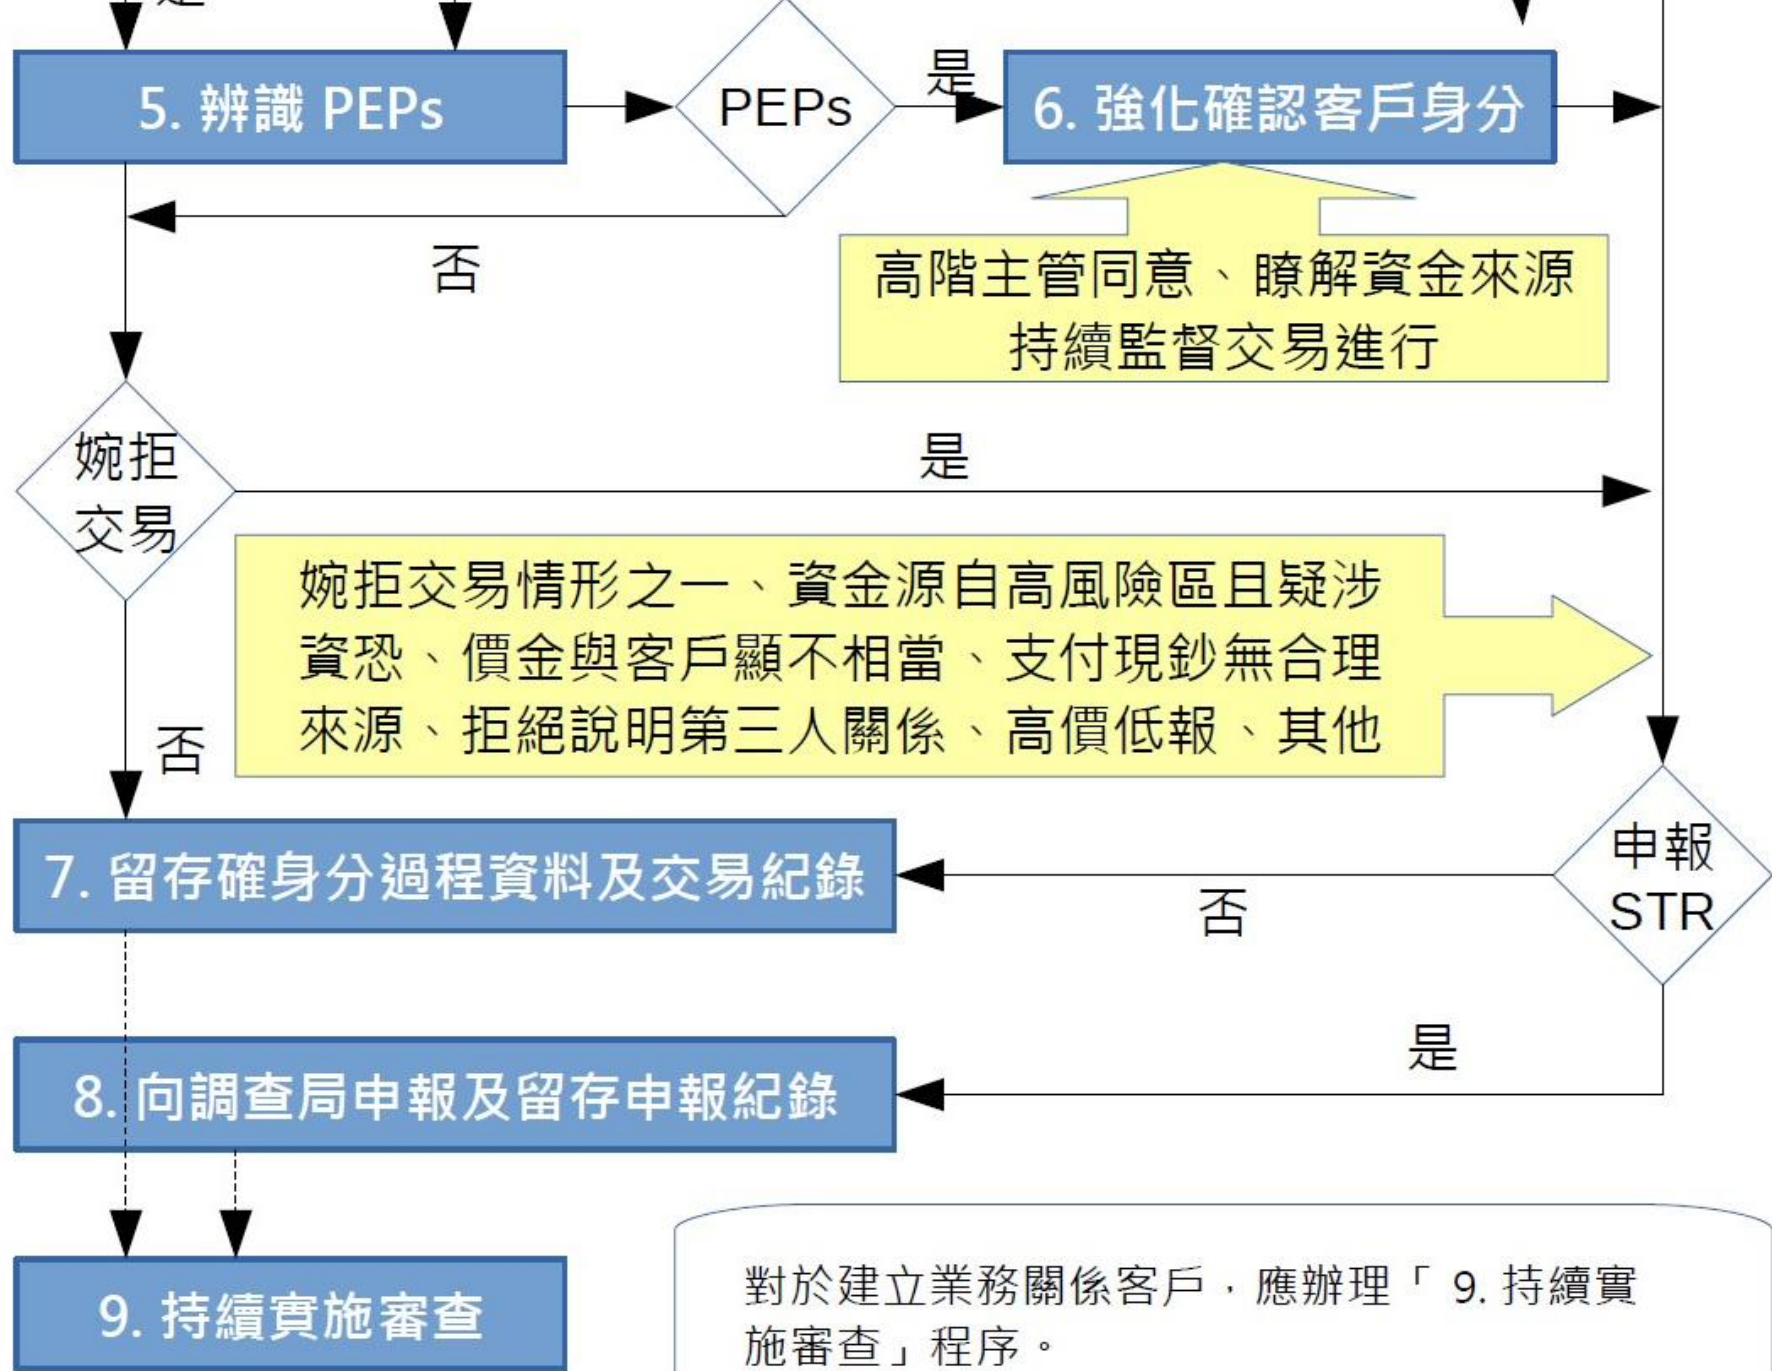 是
5. 辨識 PEPs
PEPs
是
6. 強化確認客戶身分
否
高階主管同意、瞭解資金來源
持續監督交易進行
婉拒
交易
是
婉拒交易情形之一、資金源自高風險區且疑涉
資恐、價金與客戶顯不相當、支付現鈔無合理
來源、拒絕說明第三人關係、高價低報、其他
否
7. 留存確身分過程資料及交易紀錄
否
申報
STR
是
8. 向調查局申報及留存申報紀錄
9. 持續實施審查
對於建立業務關係客戶，應辦理「 9. 持續實
施審查」程序。